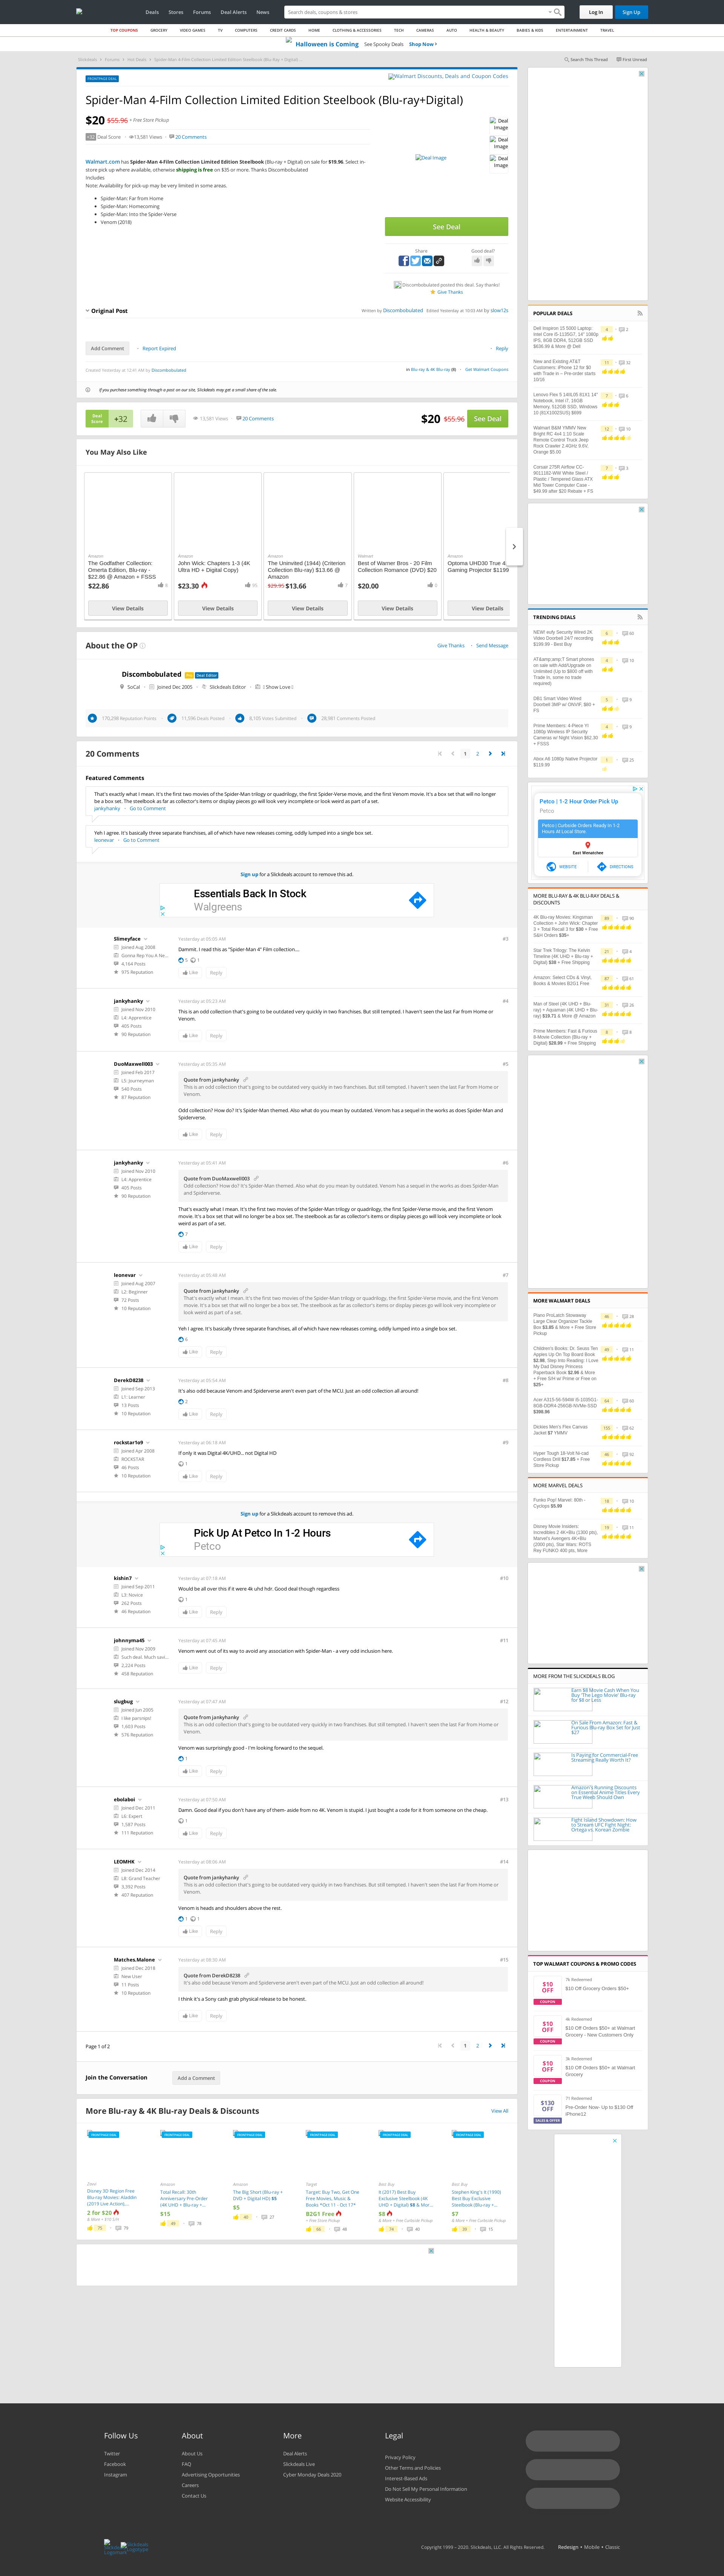 Deals Stores Forums Deal Alerts News
Search deals, coupons & stores
Log In Sign Up
TOP COUPONS GROCERY VIDEO GAMES TV COMPUTERS CREDIT CARDS HOME CLOTHING & ACCESSORIES TECH CAMERAS AUTO HEALTH & BEAUTY BABIES & KIDS ENTERTAINMENT TRAVEL
Halloween is Coming See Spooky Deals Shop Now
Slickdeals > Forums > Hot Deals > Spider-Man 4-Film Collection Limited Edition Steelbook (Blu-ray+Digital)...
Search This Thread First Unread
FRONTPAGE DEAL
Walmart Discounts, Deals and Coupon Codes
Spider-Man 4-Film Collection Limited Edition Steelbook (Blu-ray+Digital)
$20 $55.96 + Free Store Pickup
+32 Deal Score 13,581 Views 20 Comments
Walmart.com has Spider-Man 4-Film Collection Limited Edition Steelbook (Blu-ray + Digital) on sale for $19.96. Select in-store pick-up where available, otherwise shipping is free on $35 or more. Thanks Discombobulated
Includes
Note: Availability for pick-up may be very limited in some areas.
Spider-Man: Far from Home
Spider-Man: Homecoming
Spider-Man: Into the Spider-Verse
Venom (2018)
Deal Image
Deal Image
Deal Image
Deal Image
See Deal
Share Good deal?
Discombobulated posted this deal. Say thanks!
Give Thanks
Original Post
Written by Discombobulated Edited Yesterday at 10:03 AM by slow12s
Add Comment Report Expired Reply
Created Yesterday at 12:41 AM by Discombobulated
in Blu-ray & 4K Blu-ray (8) Get Walmart Coupons
If you purchase something through a post on our site, Slickdeals may get a small share of the sale.
Deal Score +32 13,581 Views 20 Comments $20 $55.96 See Deal
You May Also Like
Amazon
The Godfather Collection: Omerta Edition, Blu-ray - $22.86 @ Amazon + FSSS
$22.86
View Details
Amazon
John Wick: Chapters 1-3 (4K Ultra HD + Digital Copy)
$23.30
View Details
Amazon
The Uninvited (1944) (Criterion Collection Blu-ray) $13.66 @ Amazon
$29.95 $13.66
View Details
Walmart
Best of Warner Bros - 20 Film Collection Romance (DVD) $20
$20.00
View Details
Amazon
Optoma UHD30 True 4 Gaming Projector $1199
View Details
About the OP
Give Thanks Send Message
Discombobulated Pro Deal Editor
SoCal Joined Dec 2005 Slickdeals Editor Show Love
170,298 Reputation Points 11,596 Deals Posted 9,105 Votes Submitted 28,981 Comments Posted
20 Comments
1 2
Featured Comments
That's exactly what I mean. It's the first two movies of the Spider-Man trilogy or quadrilogy, the first Spider-verse movie, and the first Venom movie. It's a box set that will no longer be a box set. The steelbook as far as collector's items or display pieces go will look very incomplete or kind of weird as part of a set.
jankyhanky Go to Comment
Yeh I agree. It's basically three separate franchises, all of which have new releases coming, oddly lumped into a single box set.
leonevar Go to Comment
Sign up for a Slickdeals account to remove this ad.
Essentials Back In Stock
Walgreens
Slimeyface
Joined Aug 2008
Gonna Rep You A Ne...
4,164 Posts
975 Reputation
Yesterday at 05:05 AM #3
Dammit. I read this as "Spider-Man 4" Film collection....
5 1
Like Reply
jankyhanky
Joined Nov 2010
L4: Apprentice
405 Posts
90 Reputation
Yesterday at 05:23 AM #4
This is an odd collection that's going to be outdated very quickly in two franchises. But still tempted. I haven't seen the last Far from Home or Venom.
Like Reply
DuoMaxwell003
Joined Feb 2017
L5: Journeyman
540 Posts
87 Reputation
Yesterday at 05:35 AM #5
Quote from jankyhanky
This is an odd collection that's going to be outdated very quickly in two franchises. But still tempted. I haven't seen the last Far from Home or Venom.
Odd collection? How do? It's Spider-Man themed. Also what do you mean by outdated. Venom has a sequel in the works as does Spider-Man and Spiderverse.
Like Reply
jankyhanky
Joined Nov 2010
L4: Apprentice
405 Posts
90 Reputation
Yesterday at 05:41 AM #6
Quote from DuoMaxwell003
Odd collection? How do? It's Spider-Man themed. Also what do you mean by outdated. Venom has a sequel in the works as does Spider-Man and Spiderverse.
That's exactly what I mean. It's the first two movies of the Spider-Man trilogy or quadrilogy, the first Spider-verse movie, and the first Venom movie. It's a box set that will no longer be a box set. The steelbook as far as collector's items or display pieces go will look very incomplete or kind of weird as part of a set.
7
Like Reply
leonevar
Joined Aug 2007
L2: Beginner
72 Posts
10 Reputation
Yesterday at 05:48 AM #7
Quote from jankyhanky
That's exactly what I mean. It's the first two movies of the Spider-Man trilogy or quadrilogy, the first Spider-verse movie, and the first Venom movie. It's a box set that will no longer be a box set. The steelbook as far as collector's items or display pieces go will look very incomplete or kind of weird as part of a set.
Yeh I agree. It's basically three separate franchises, all of which have new releases coming, oddly lumped into a single box set.
6
Like Reply
DerekD8238
Joined Sep 2013
L1: Learner
13 Posts
10 Reputation
Yesterday at 05:54 AM #8
It's also odd because Venom and Spiderverse aren't even part of the MCU. Just an odd collection all around!
2
Like Reply
rockstar1o9
Joined Apr 2008
ROCKSTAR
46 Posts
10 Reputation
Yesterday at 06:18 AM #9
If only it was Digital 4K/UHD... not Digital HD
1
Like Reply
Sign up for a Slickdeals account to remove this ad.
Pick Up At Petco In 1-2 Hours
Petco
kishin7
Joined Sep 2011
L3: Novice
262 Posts
46 Reputation
Yesterday at 07:18 AM #10
Would be all over this if it were 4k uhd hdr. Good deal though regardless
1
Like Reply
johnnyma45
Joined Nov 2009
Such deal. Much savi...
2,224 Posts
458 Reputation
Yesterday at 07:45 AM #11
Venom went out of its way to avoid any association with Spider-Man - a very odd inclusion here.
Like Reply
slugbug
Joined Jun 2005
I like parsnips!
1,603 Posts
576 Reputation
Yesterday at 07:47 AM #12
Quote from jankyhanky
This is an odd collection that's going to be outdated very quickly in two franchises. But still tempted. I haven't seen the last Far from Home or Venom.
Venom was surprisingly good - I'm looking forward to the sequel.
1
Like Reply
ebolaboi
Joined Dec 2011
L6: Expert
1,587 Posts
111 Reputation
Yesterday at 07:50 AM #13
Damn. Good deal if you don't have any of them- aside from no 4K. Venom is stupid. I just bought a code for it from someone on the cheap.
1
Like Reply
LEOMHK
Joined Dec 2014
L8: Grand Teacher
3,392 Posts
407 Reputation
Yesterday at 08:06 AM #14
Quote from jankyhanky
This is an odd collection that's going to be outdated very quickly in two franchises. But still tempted. I haven't seen the last Far from Home or Venom.
Venom is heads and shoulders above the rest.
1 1
Like Reply
Matches.Malone
Joined Dec 2018
New User
11 Posts
10 Reputation
Yesterday at 08:30 AM #15
Quote from DerekD8238
It's also odd because Venom and Spiderverse aren't even part of the MCU. Just an odd collection all around!
I think it's a Sony cash grab physical release to be honest.
Like Reply
Page 1 of 2 1 2
Join the Conversation Add a Comment
More Blu-ray & 4K Blu-ray Deals & Discounts View All
Disney 3D Region Free Blu-ray Movies: Aladdin (2019 Live Action),...
2 for $20
Amazon
Total Recall: 30th Anniversary Pre-Order (4K UHD + Blu-ray +...
$15
Amazon
The Big Short (Blu-ray + DVD + Digital HD) $5
$5
Target
Target: Buy Two, Get One Free Movies, Music & Books *Oct 11 - Oct 17*
B2G1 Free
+ Free Store Pickup
Best Buy
It (2017) Best Buy Exclusive Steelbook (4K UHD + Digital) $8 & Mor...
$8
& More + Free Curbside Pickup
Best Buy
Stephen King's It (1990) Best Buy Exclusive Steelbook (Blu-ray +...
$7
& More + Free Curbside Pickup
POPULAR DEALS
Dell Inspiron 15 5000 Laptop: Intel Core i5-1135G7, 14" 1080p IPS, 8GB DDR4, 512GB SSD $636.99 & More @ Dell
New and Existing AT&T Customers: iPhone 12 for $0 with Trade in -- Pre-order starts 10/16
Lenovo Flex 5 14IIL05 81X1 14" Notebook, Intel i7, 16GB Memory, 512GB SSD, Windows 10 (81X10020US) $699
Walmart B&M YMMV New Bright RC 4x4 1:10 Scale Remote Control Truck Jeep Rock Crawler 2.4GHz 9.6V, Orange $0.00
Corsair 275R Airflow CC-9011182-WW White Steel / Plastic / Tempered Glass ATX Mid Tower Computer Case - $49.99 after $20 Rebate + FS
TRENDING DEALS
NEW! eufy Security Wired 2K Video Doorbell 24/7 recording $199.99 - Best Buy
AT&amp;amp;T Smart phones on sale with Add/Upgrade on Unlimited (Up to $800 off with Trade In, some no trade required)
DB1 Smart Video Wired Doorbell 3MP w/ ONVIF, $80 + FS
Prime Members: 4-Piece YI 1080p Wireless IP Security Cameras w/ Night Vision $62.30 + FSSS
Abox A6 1080p Native Projector $119.99
Petco | 1-2 Hour Order Pick Up
Petco
Petco | Curbside Orders Ready In 1-2 Hours At Local Store.
East Wenatchee
WEBSITE DIRECTIONS
MORE BLU-RAY & 4K BLU-RAY DEALS & DISCOUNTS
4K Blu-ray Movies: Kingsman Collection + John Wick: Chapter 3 + Total Recall 3 for $30 + Free S&H Orders $35+
Star Trek Trilogy: The Kelvin Timeline (4K UHD + Blu-ray + Digital) $38 + Free Shipping
Amazon: Select CDs & Vinyl, Books & Movies B2G1 Free
Man of Steel (4K UHD + Blu-ray) + Aquaman (4K UHD + Blu-ray) $19.71 & More @ Amazon
Prime Members: Fast & Furious 8-Movie Collection (Blu-ray + Digital) $28.99 + Free Shipping
MORE WALMART DEALS
Plano ProLatch Stowaway Large Clear Organizer Tackle Box $3.85 & More + Free Store Pickup
Children's Books: Dr. Seuss Ten Apples Up On Top Board Book $2.98, Step Into Reading: I Love My Dad Disney Princess Paperback Book $2.96 & More + Free S/H w/ Prime or Free on $25+
Acer A315-56-594W i5-1035G1-8GB-DDR4-256GB-NVMe-SSD $398.86
Dickies Men's Flex Canvas Jacket $7 YMMV
Hyper Tough 18-Volt Ni-cad Cordless Drill $17.85 + Free Store Pickup
MORE MARVEL DEALS
Funko Pop! Marvel: 80th - Cyclops $5.99
Disney Movie Insiders: Incredibles 2 4K+Blu (1300 pts), Marvel's Avengers 4K+Blu (2000 pts), Star Wars: ROTS Rey FUNKO 400 pts, More
MORE FROM THE SLICKDEALS BLOG
Earn $8 Movie Cash When You Buy 'The Lego Movie' Blu-ray for $8 or Less
On Sale From Amazon: Fast & Furious Blu-ray Box Set for Just $27
Is Paying for Commercial-Free Streaming Really Worth It?
Amazon's Running Discounts on Essential Anime Titles Every True Weeb Should Own
Fight Island Showdown: How to Stream UFC Fight Night: Ortega vs. Korean Zombie
TOP WALMART COUPONS & PROMO CODES
$10 OFF COUPON
7k Redeemed
$10 Off Grocery Orders $50+
$10 OFF COUPON
4k Redeemed
$10 Off Orders $50+ at Walmart Grocery - New Customers Only
$10 OFF COUPON
3k Redeemed
$10 Off Orders $50+ at Walmart Grocery
$130 OFF SALES & OFFER
11 Redeemed
Pre-Order Now- Up to $130 Off iPhone12
Follow Us
Twitter
Facebook
Instagram
About
About Us
FAQ
Advertising Opportunities
Careers
Contact Us
More
Deal Alerts
Slickdeals Live
Cyber Monday Deals 2020
Legal
Privacy Policy
Other Terms and Policies
Interest-Based Ads
Do Not Sell My Personal Information
Website Accessibility
Copyright 1999 - 2020. Slickdeals, LLC. All Rights Reserved. Redesign • Mobile • Classic